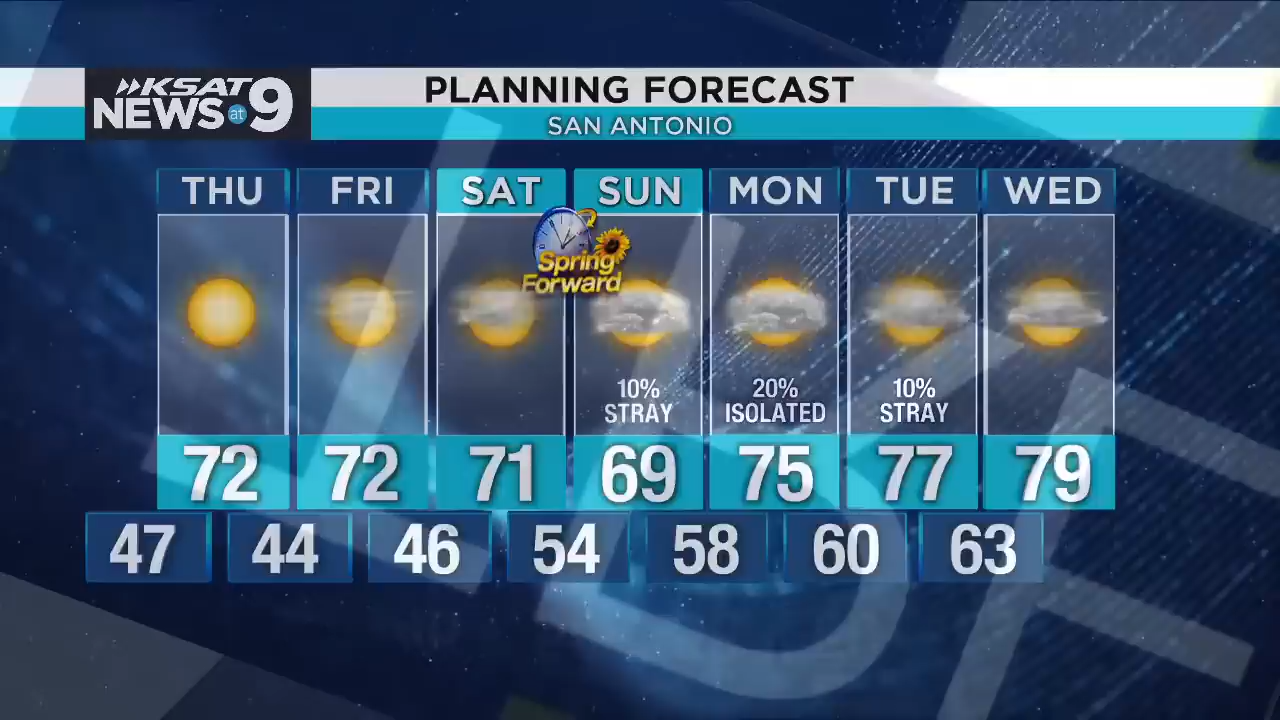 KSAT
NEWS at 9
PLANNING FORECAST
SAN ANTONIO
THU FRI SAT SUN MON TUE WED
Spring
Forward
10% 20% 10%
STRAY ISOLATED STRAY
72 72 71 69 75 77 79
47 44 46 54 58 60 63